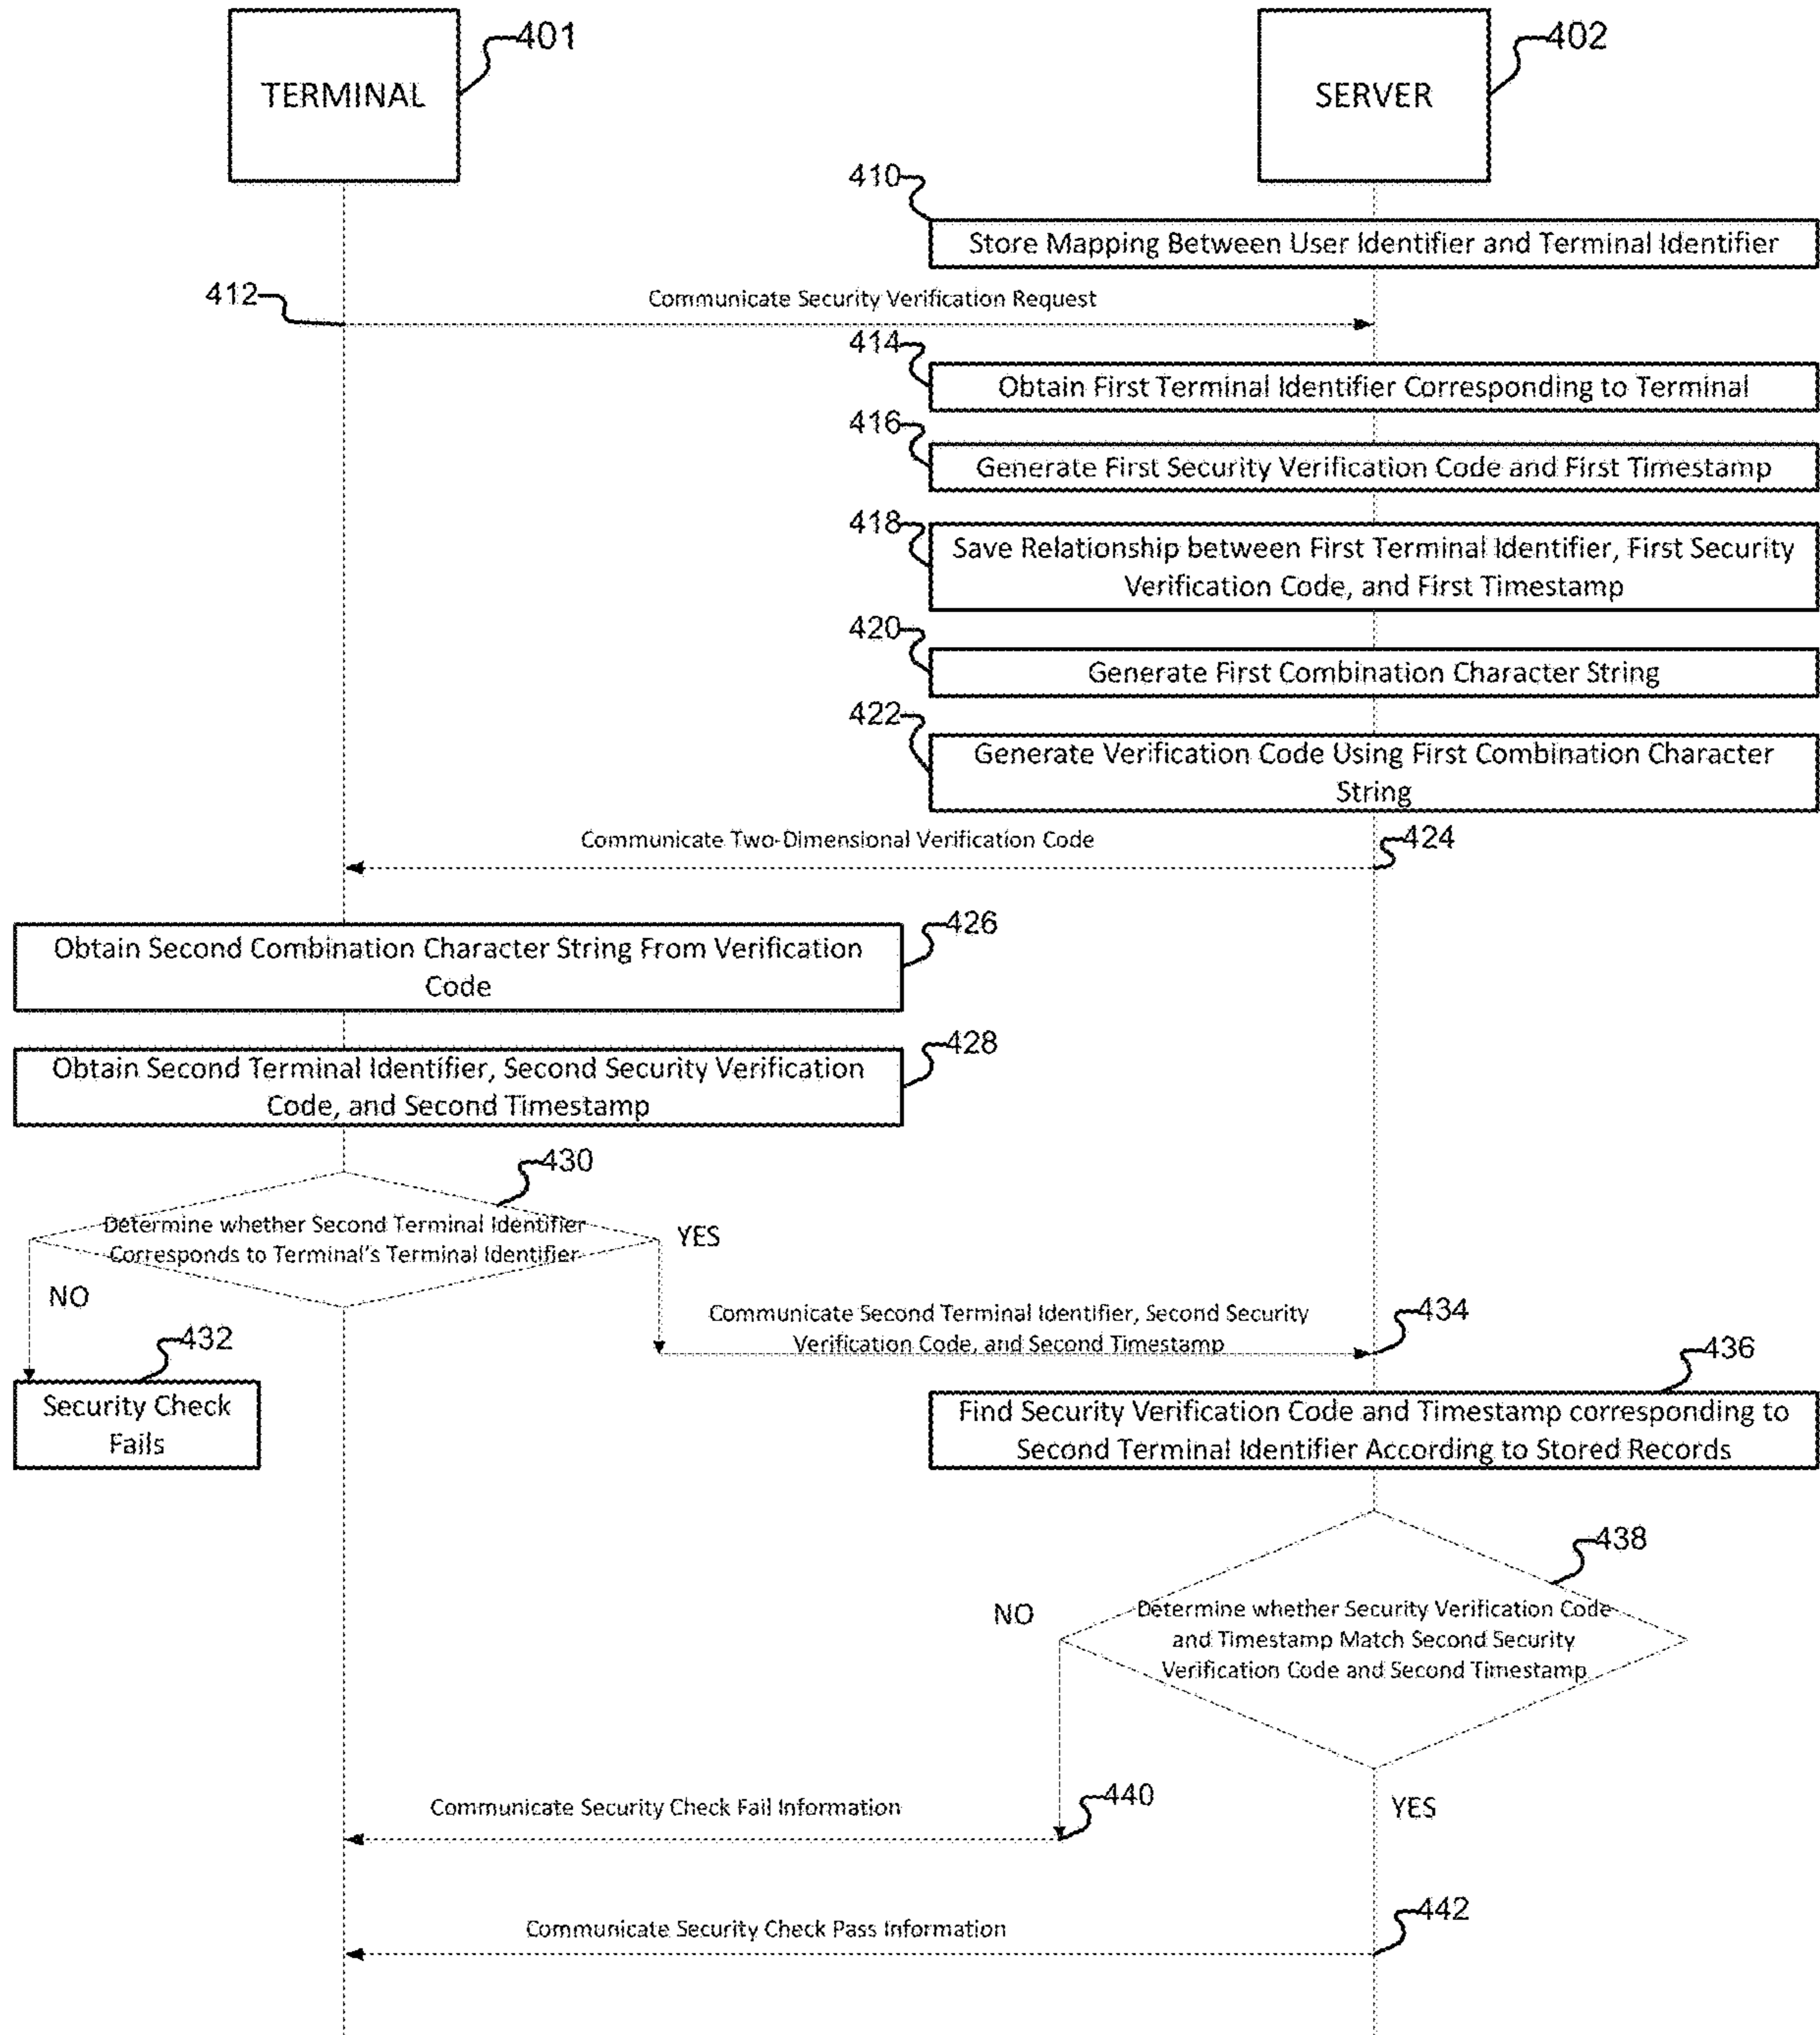 401
TERMINAL
402
SERVER
410
Store Mapping Between User Identifier and Terminal Identifier
412
Communicate Security Verification Request
414
Obtain First Terminal Identifier Corresponding to Terminal
416
Generate First Security Verification Code and First Timestamp
418
Save Relationship between First Terminal Identifier, First Security
Verification Code, and First Timestamp
420
Generate First Combination Character String
422
Generate Verification Code Using First Combination Character
String
Communicate Two-Dimensional Verification Code
424
426
Obtain Second Combination Character String From Verification
Code
428
Obtain Second Terminal Identifier, Second Security Verification
Code, and Second Timestamp
430
Determine whether Second Terminal Identifier
Corresponds to Terminal's Terminal Identifier
YES
NO
Communicate Second Terminal Identifier, Second Security
Verification Code, and Second Timestamp
434
432
Security Check
Fails
436
Find Security Verification Code and Timestamp corresponding to
Second Terminal Identifier According to Stored Records
438
NO
Determine whether Security Verification Code
and Timestamp Match Second Security
Verification Code and Second Timestamp
440
Communicate Security Check Fail Information
YES
442
Communicate Security Check Pass Information